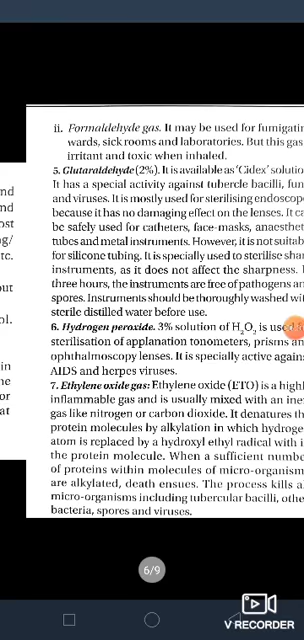 ii. Formaldehyde gas. It may be used for fumigatin
wards, sick rooms and laboratories. But this gas
irritant and toxic when inhaled.
5. Glutaraldehyde (2%). It is available as 'Cidex' solutio
It has a special activity against tubercle bacilli, fun
and viruses. It is mostly used for sterilising endoscop
because it has no damaging effect on the lenses. It ca
be safely used for catheters, face-masks, anaesthet
tubes and metal instruments. However, it is not suitab
for silicone tubing. It is specially used to sterilise shar
instruments, as it does not affect the sharpness. I
three hours, the instruments are free of pathogens an
spores. Instruments should be thoroughly washed wit
sterile distilled water before use.
6. Hydrogen peroxide. 3% solution of H₂O₂ is used
sterilisation of applanation tonometers, prisms an
ophthalmoscopy lenses. It is specially active agains
AIDS and herpes viruses.
7. Ethylene oxide gas: Ethylene oxide (ETO) is a highl
inflammable gas and is usually mixed with an ine
gas like nitrogen or carbon dioxide. It denatures th
protein molecules by alkylation in which hydroge
atom is replaced by a hydroxyl ethyl radical with i
the protein molecule. When a sufficient numbe
of proteins within molecules of micro-organism
are alkylated, death ensues. The process kills a
micro-organisms including tubercular bacilli, othe
bacteria, spores and viruses.
nd
nd
ost
ng/
etc.
out
ol.
in
ne
or
at
6/9
V RECORDER